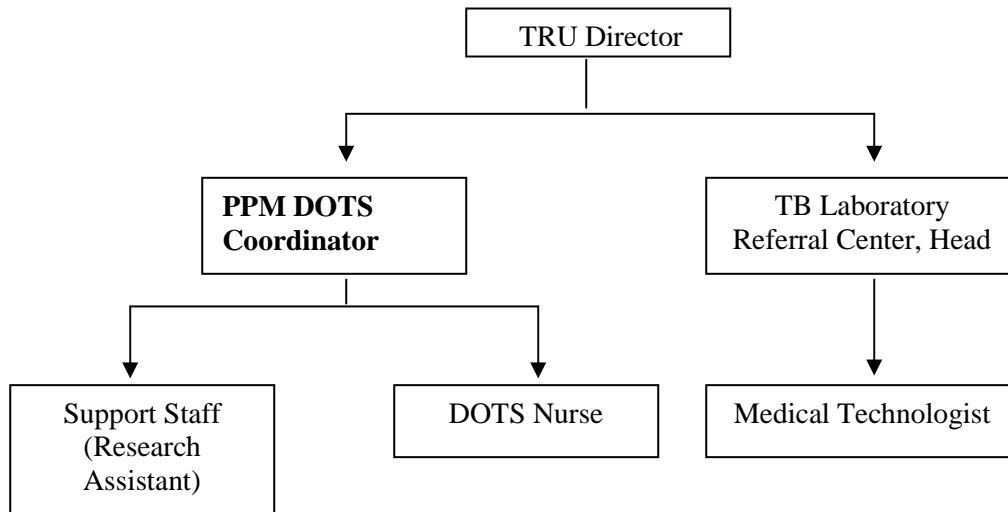 TRU Director
PPM DOTS
Coordinator
TB Laboratory
Referral Center, Head
Support Staff
(Research
Assistant)
DOTS Nurse
Medical Technologist